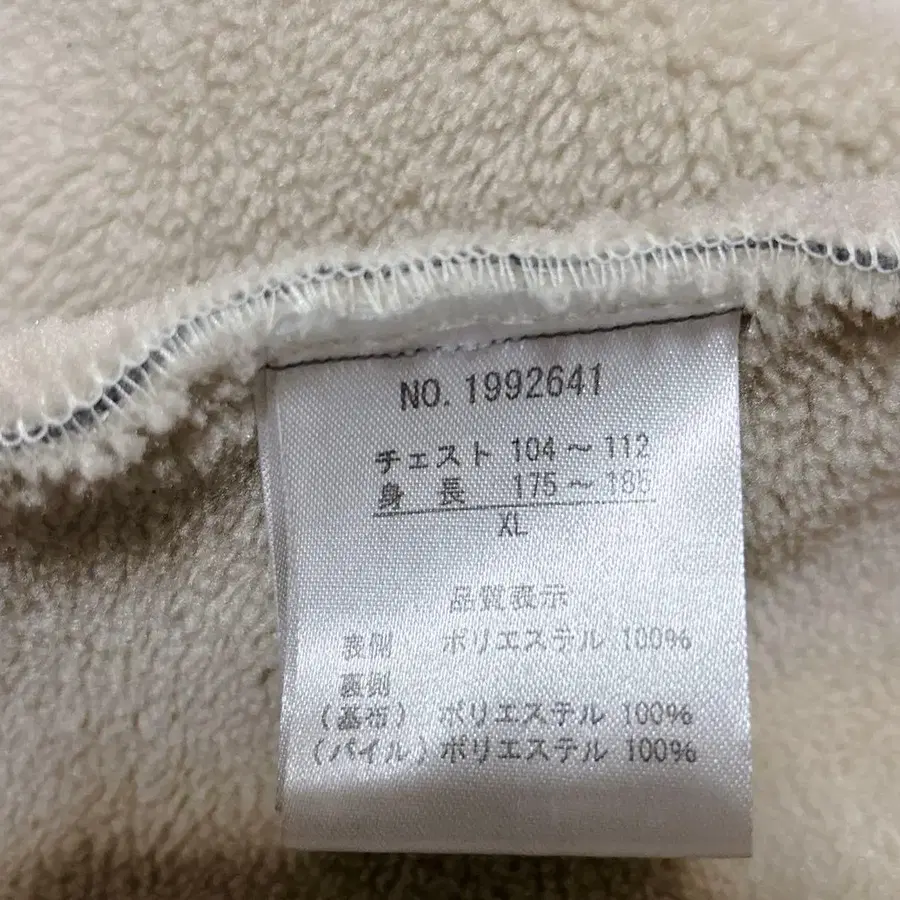 NO. 1992641
チェスト 104～112
身 長 175～185
XL
品質表示
表側 ポリエステル 100%
裏側
(基布) ポリエステル 100%
(パイル) ポリエステル 100%